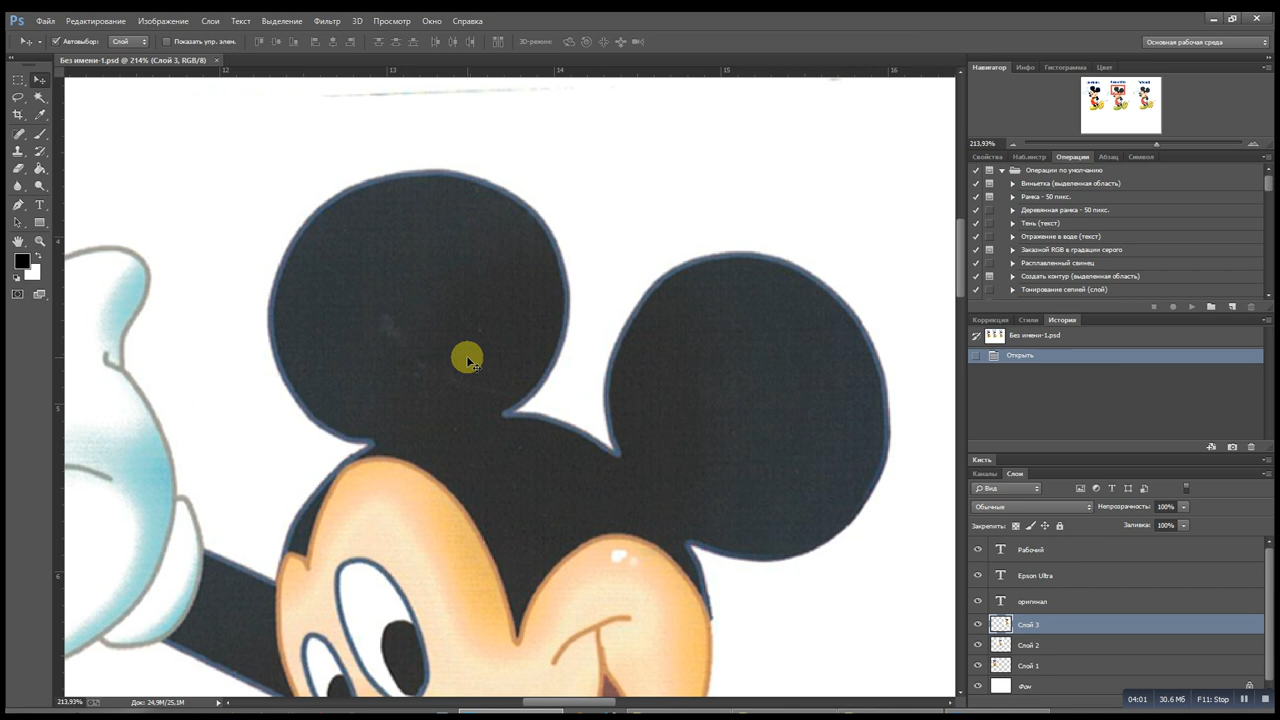 Ps Файл Редактирование Изображение Слои Текст Выделение Фильтр 3D Просмотр Окно Справка
Автовыбор: Слой Показать упр. элем. 3D-режим: Основная рабочая среда
Без имени-1.psd @ 214% (Слой 3, RGB/8) ×
12 13 14 15 16
4
5
6
Навигатор Инфо Гистограмма Цвет
213,93%
Свойства Наб.инстр Операции Абзац Символ
Операции по умолчанию
Виньетка (выделенная область)
Рамка - 50 пикс.
Деревянная рамка - 50 пикс.
Тень (текст)
Отражение в воде (текст)
Заказной RGB в градации серого
Расплавленный свинец
Создать контур (выделенная область)
Тонирование сепией (слой)
Коррекция Стили История
Без имени-1.psd
Открыть
Кисть
Каналы Слои
Вид
Обычные Непрозрачность: 100%
Закрепить: Заливка: 100%
T Рабочий
T Epson Ultra
T оригинал
Слой 3
Слой 2
Слой 1
Фон
213,93% Док: 24,9M/25,1M
04:01 30.6 Мб F11: Stop